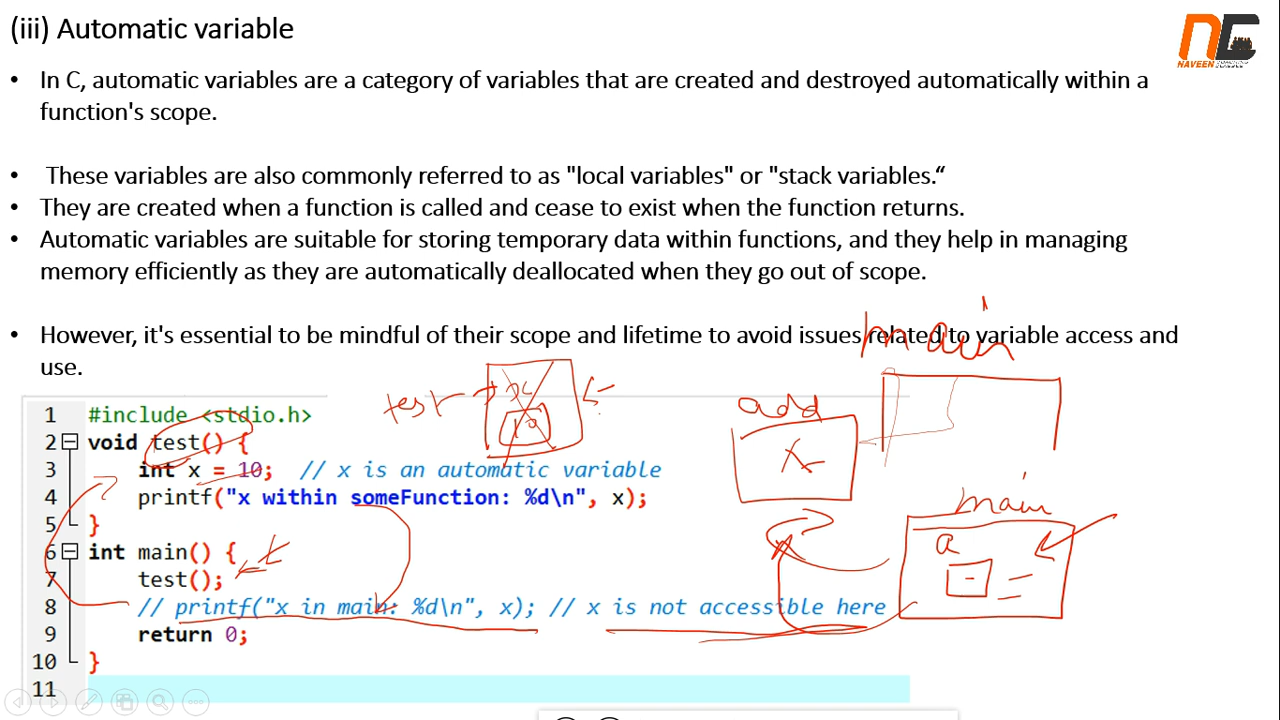 (iii) Automatic variable
NAVEEN
• In C, automatic variables are a category of variables that are created and destroyed automatically within a
function's scope.
• These variables are also commonly referred to as "local variables" or "stack variables.“
• They are created when a function is called and cease to exist when the function returns.
• Automatic variables are suitable for storing temporary data within functions, and they help in managing
memory efficiently as they are automatically deallocated when they go out of scope.
• However, it's essential to be mindful of their scope and lifetime to avoid issues related to variable access and
use.
main
test
x
10
add
x
main
a
1 #include <stdio.h>
2 void test() {
3 int x = 10; // x is an automatic variable
4 printf("x within someFunction: %d\n", x);
5 }
6 int main() {
7 test();
8 // printf("x in main: %d\n", x); // x is not accessible here
9 return 0;
10 }
11